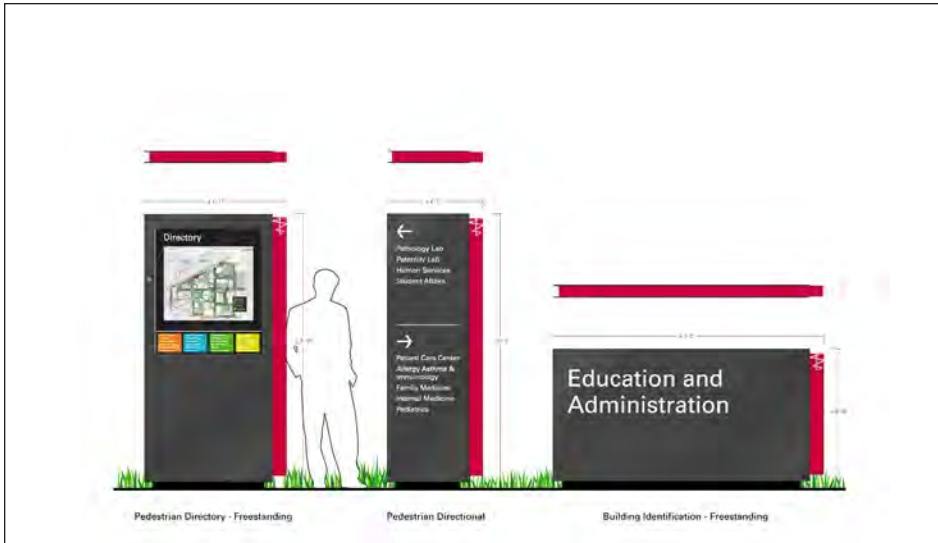 Directory
Pathology Lab
Paternity Lab
Human Services
Student Affairs
Patient Care Center
Allergy Asthma &
Immunology
Family Medicine
Internal Medicine
Pediatrics
Education and
Administration
Pedestrian Directory - Freestanding
Pedestrian Directional
Building Identification - Freestanding